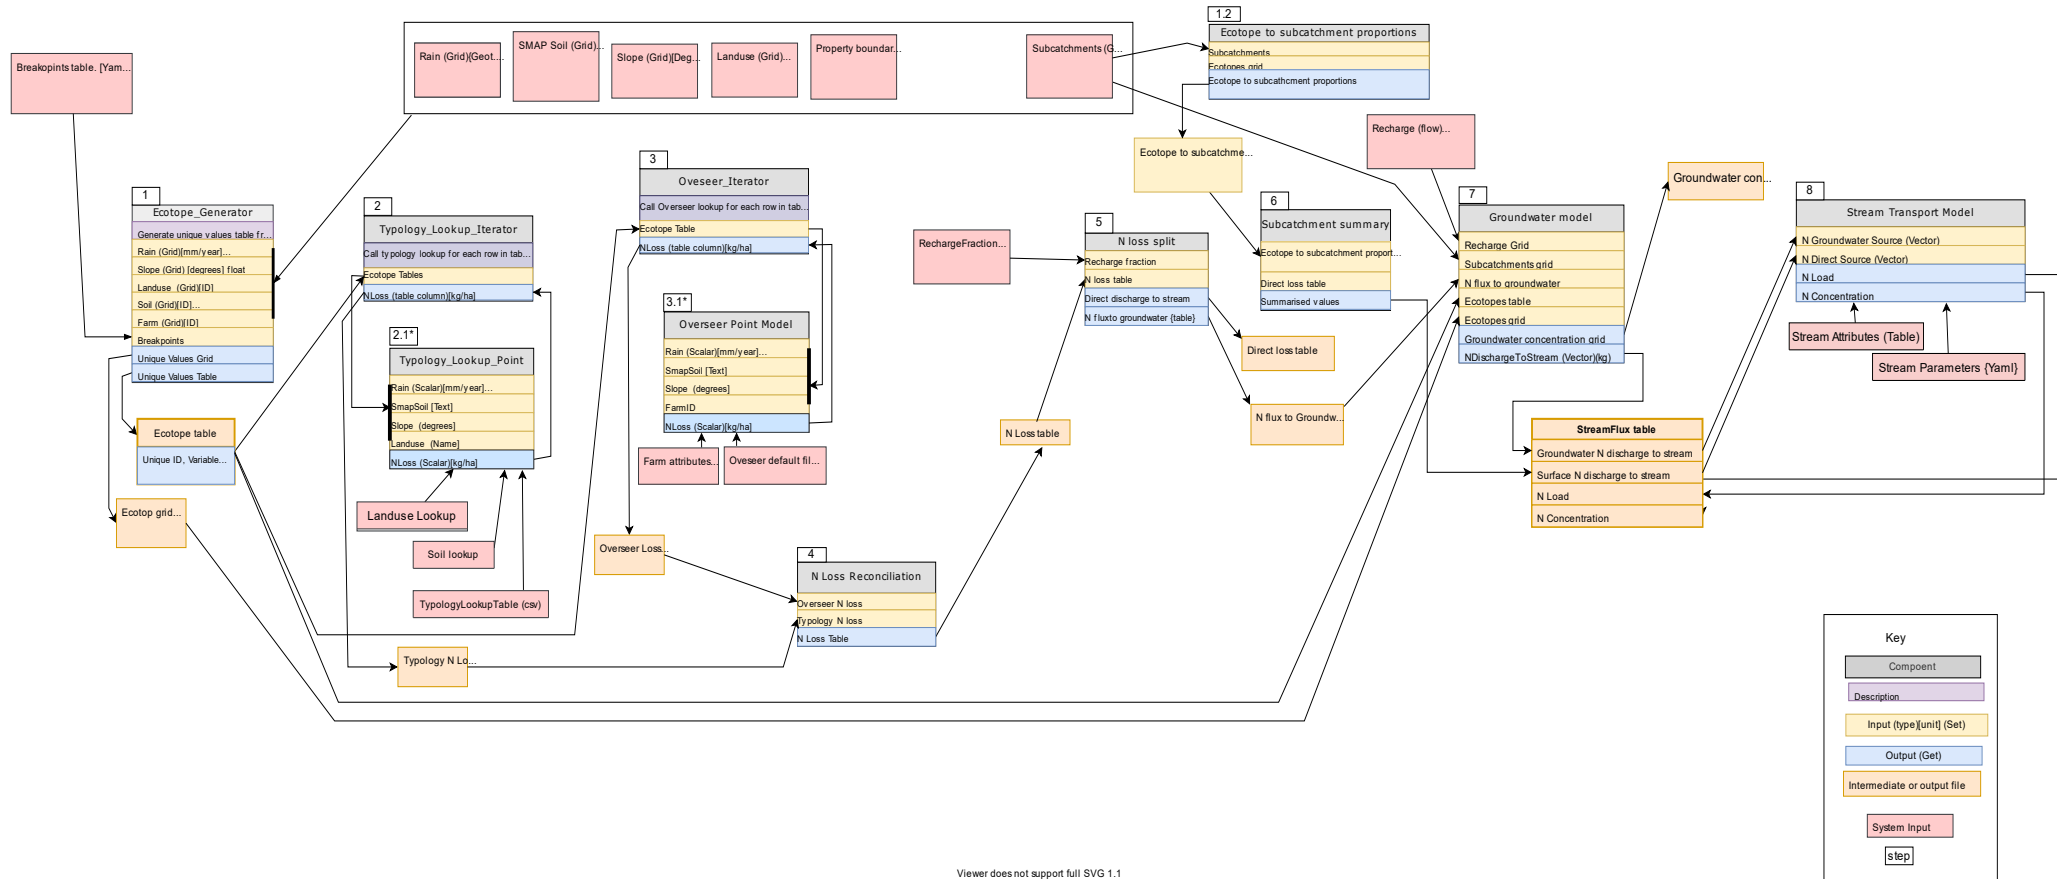 Breakopints table. [Yam...
Rain (Grid)[Geot...
SMAP Soil (Grid)...
Slope (Grid)[Deg...
Landuse (Grid)...
Property boundar...
Subcatchments (G...
1.2
Ecotope to subcatchment proportions
Subcatchments
Ecotopes grid
Ecotope to subcathcment proportions
Ecotope to subcatchme...
Recharge (flow)...
Groundwater con...
1
Ecotope_Generator
Generate unique values table fr...
Rain (Grid)[mm/year]...
Slope (Grid) [degrees] float
Landuse (Grid)[ID]
Soil (Grid)[ID]...
Farm (Grid)[ID]
Breakpoints
Unique Values Grid
Unique Values Table
Ecotope table
Unique ID, Variable...
Ecotop grid...
2
Typology_Lookup_Iterator
Call typology lookup for each row in tab...
Ecotope Tables
NLoss (table column)[kg/ha]
2.1*
Typology_Lookup_Point
Rain (Scalar)[mm/year]...
SmapSoil [Text]
Slope (degrees]
Landuse (Name)
NLoss (Scalar)[kg/ha]
Landuse Lookup
Soil lookup
TypologyLookupTable (csv)
Typology N Lo...
3
Oveseer_Iterator
Call Overseer lookup for each row in tab...
Ecotope Table
NLoss (table column)[kg/ha]
3.1*
Overseer Point Model
Rain (Scalar)[mm/year]...
SmapSoil [Text]
Slope (degrees]
FarmID
NLoss (Scalar)[kg/ha]
Farm attributes...
Oveseer default fil...
Overseer Loss...
4
N Loss Reconciliation
Overseer N loss
Typology N loss
N Loss Table
N Loss table
RechargeFraction...
5
N loss split
Recharge fraction
N loss table
Direct discharge to stream
N fluxto groundwater {table}
Direct loss table
N flux to Groundw...
6
Subcatchment summary
Ecotope to subcatchment proport...
Direct loss table
Summarised values
7
Groundwater model
Recharge Grid
Subcatchments grid
N flux to groundwater
Ecotopes table
Ecotopes grid
Groundwater concentration grid
NDischargeToStream (Vector)(kg)
StreamFlux table
Groundwater N discharge to stream
Surface N discharge to stream
N Load
N Concentration
8
Stream Transport Model
N Groundwater Source (Vector)
N Direct Source (Vector)
N Load
N Concentration
Stream Attributes (Table)
Stream Parameters {Yaml}
Key
Compoent
Description
Input (type)[unit] (Set)
Output (Get)
Intermediate or output file
System Input
step
Viewer does not support full SVG 1.1